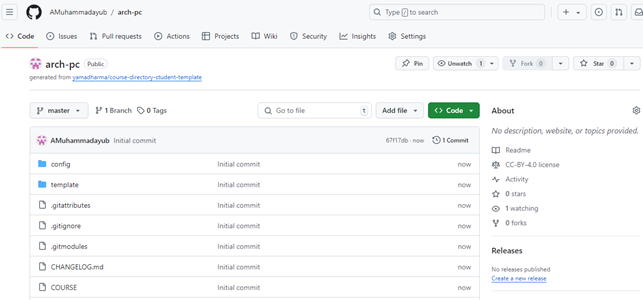 AMuhammadayub / arch-pc
Type / to search
Code Issues Pull requests Actions Projects Wiki Security Insights Settings
arch-pc Public
Pin Unwatch 1 Fork 0 Star 0
generated from yamadharma/course-directory-student-template
master 1 Branch 0 Tags Go to file t Add file Code
About
No description, website, or topics provided.
AMuhammadayub Initial commit 67f17db · now 1 Commit
config Initial commit now
template Initial commit now
.gitattributes Initial commit now
.gitignore Initial commit now
.gitmodules Initial commit now
CHANGELOG.md Initial commit now
COURSE Initial commit now
Readme
CC-BY-4.0 license
Activity
0 stars
1 watching
0 forks
Releases
No releases published
Create a new release